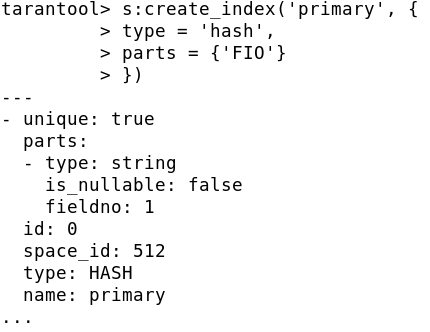 tarantool> s:create_index('primary', {
         > type = 'hash',
         > parts = {'FIO'}
         > })
---
- unique: true
  parts:
  - type: string
    is_nullable: false
    fieldno: 1
  id: 0
  space_id: 512
  type: HASH
  name: primary
...